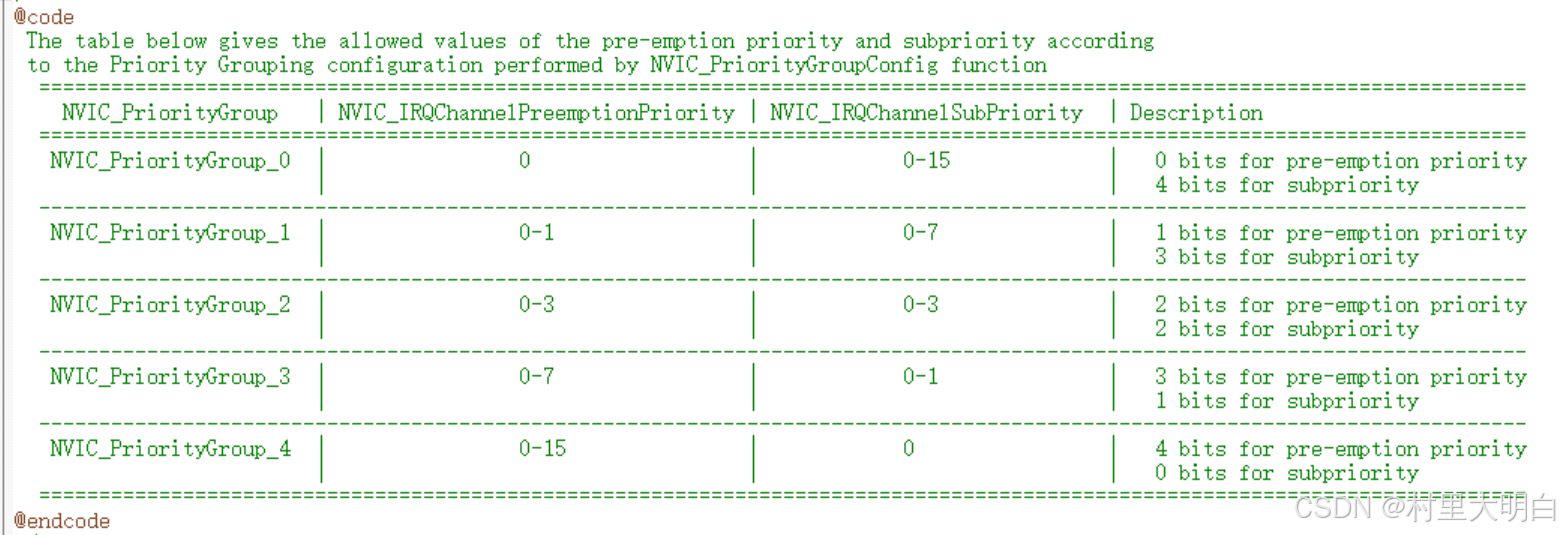 @code
The table below gives the allowed values of the pre-emption priority and subpriority according
to the Priority Grouping configuration performed by NVIC_PriorityGroupConfig function
============================================================================================================================
NVIC_PriorityGroup | NVIC_IRQChannelPreemptionPriority | NVIC_IRQChannelSubPriority | Description
============================================================================================================================
NVIC_PriorityGroup_0 | 0 | 0-15 | 0 bits for pre-emption priority
| | | 4 bits for subpriority
----------------------------------------------------------------------------------------------------------------------------
NVIC_PriorityGroup_1 | 0-1 | 0-7 | 1 bits for pre-emption priority
| | | 3 bits for subpriority
----------------------------------------------------------------------------------------------------------------------------
NVIC_PriorityGroup_2 | 0-3 | 0-3 | 2 bits for pre-emption priority
| | | 2 bits for subpriority
----------------------------------------------------------------------------------------------------------------------------
NVIC_PriorityGroup_3 | 0-7 | 0-1 | 3 bits for pre-emption priority
| | | 1 bits for subpriority
----------------------------------------------------------------------------------------------------------------------------
NVIC_PriorityGroup_4 | 0-15 | 0 | 4 bits for pre-emption priority
| | | 0 bits for subpriority
============================================================================================================================
@endcode
CSDN @村里大明白